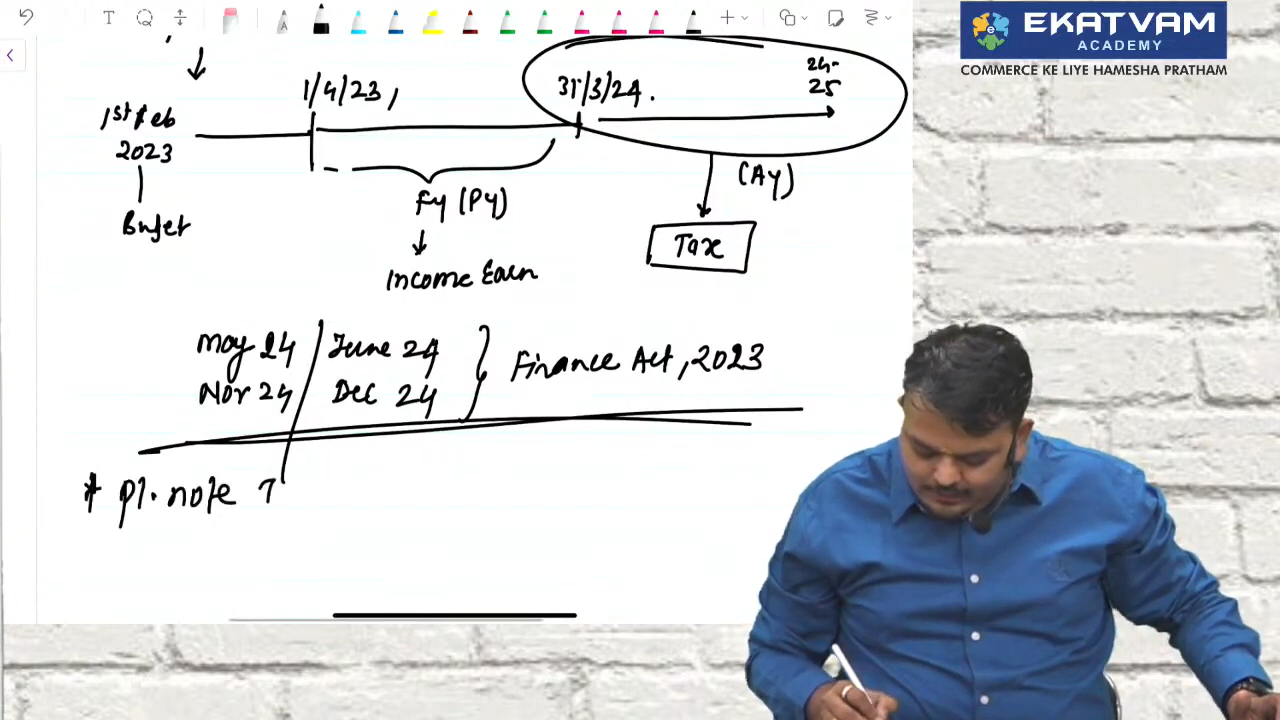 EKATVAM
ACADEMY
COMMERCE KE LIYE HAMESHA PRATHAM
T
A
1st Feb
2023
Budjet
1/4/23,
31/3/24.
24-
25
Fy (Py)
Income Earn
(Ay)
Tax
May 24 June 24
Nov 24 Dec 24
Finance Act, 2023
* Pl. note